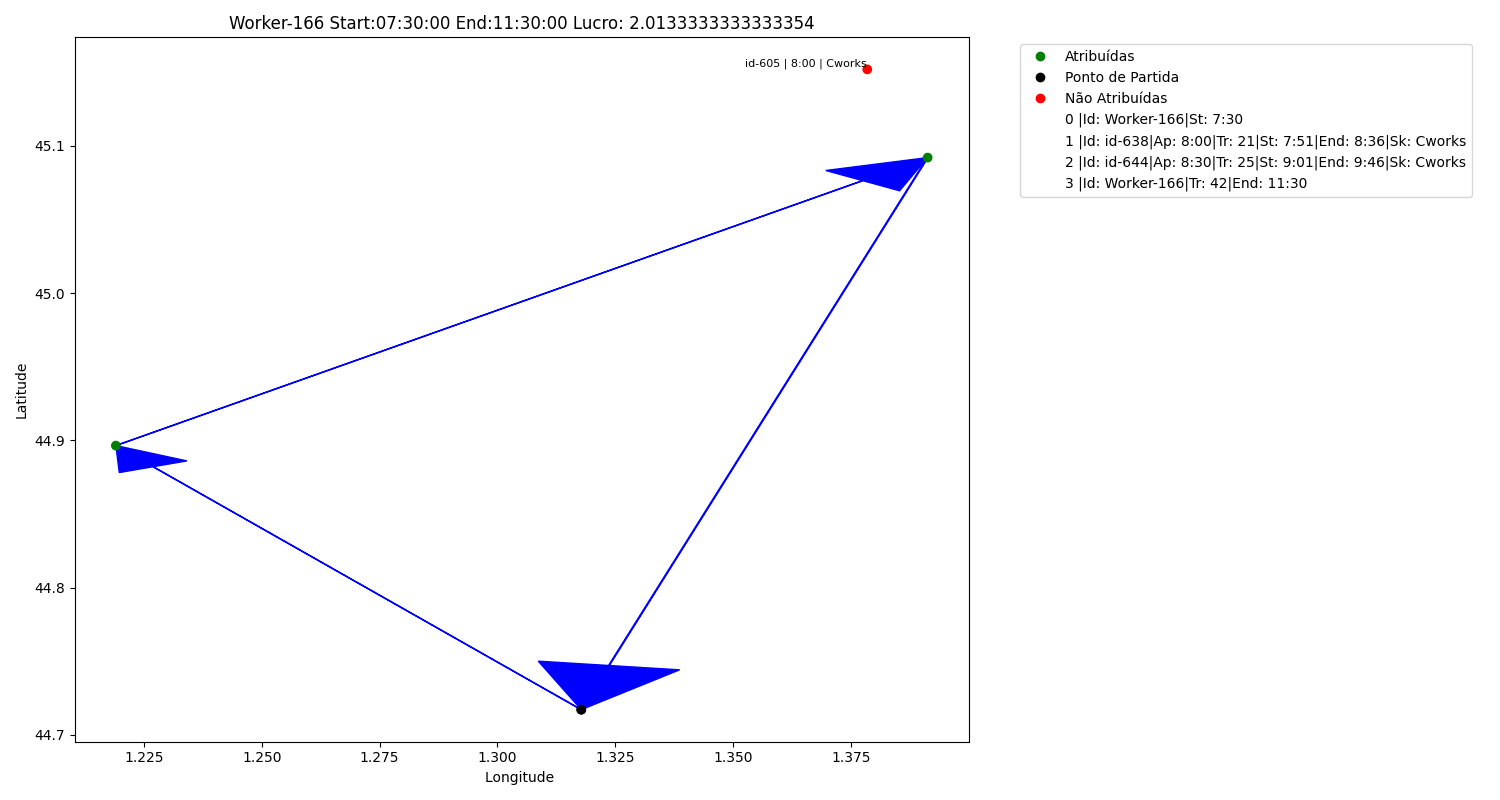 Worker-166 Start:07:30:00 End:11:30:00 Lucro: 2.0133333333333354
id-605 | 8:00 | Cworks
Atribuídas
Ponto de Partida
Não Atribuídas
0 |Id: Worker-166|St: 7:30
1 |Id: id-638|Ap: 8:00|Tr: 21|St: 7:51|End: 8:36|Sk: Cworks
2 |Id: id-644|Ap: 8:30|Tr: 25|St: 9:01|End: 9:46|Sk: Cworks
3 |Id: Worker-166|Tr: 42|End: 11:30
45.1
45.0
44.9
44.8
44.7
Latitude
1.225
1.250
1.275
1.300
1.325
1.350
1.375
Longitude